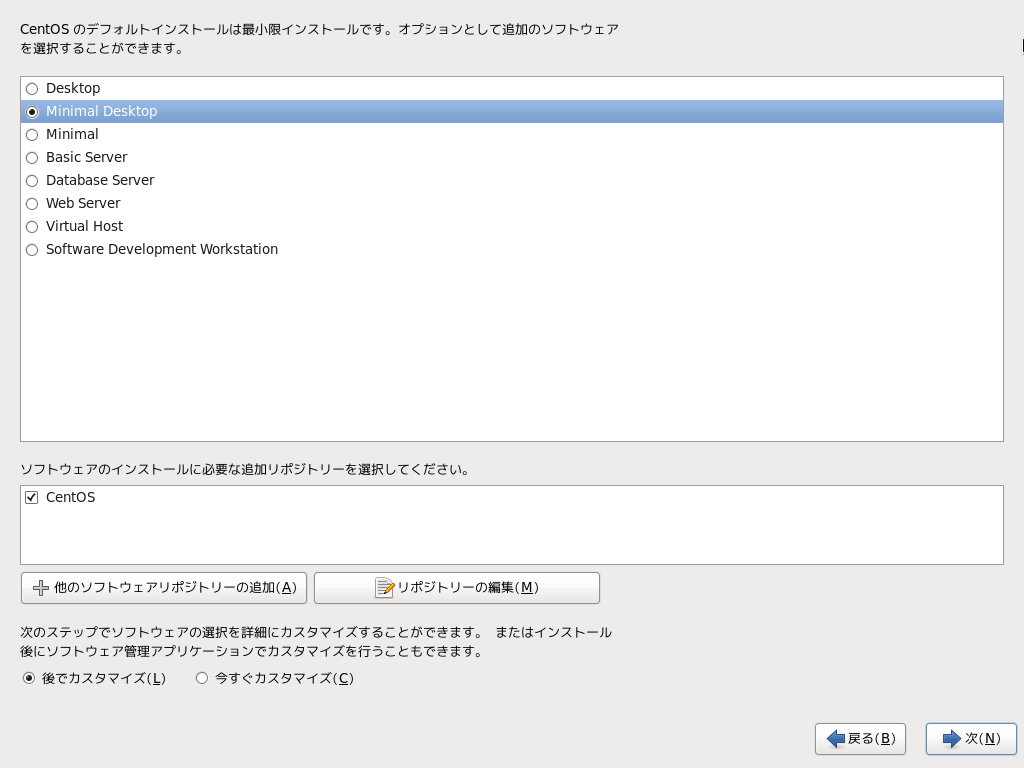 CentOS のデフォルトインストールは最小限インストールです。オプションとして追加のソフトウェア
を選択することができます。
Desktop
Minimal Desktop
Minimal
Basic Server
Database Server
Web Server
Virtual Host
Software Development Workstation
ソフトウェアのインストールに必要な追加リポジトリーを選択してください。
CentOS
他のソフトウェアリポジトリーの追加(A) リポジトリーの編集(M)
次のステップでソフトウェアの選択を詳細にカスタマイズすることができます。 またはインストール
後にソフトウェア管理アプリケーションでカスタマイズを行うこともできます。
後でカスタマイズ(L) 今すぐカスタマイズ(C)
戻る(B) 次(N)